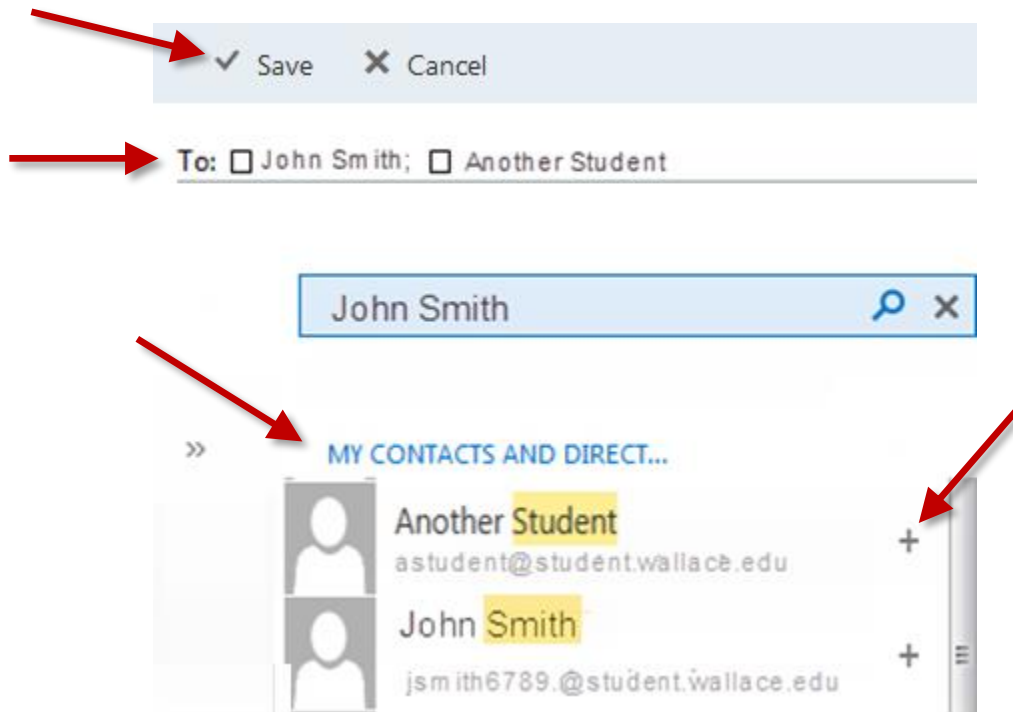 Save Cancel
To: John Smith; Another Student
John Smith
MY CONTACTS AND DIRECT...
Another Student
astudent@student.wallace.edu
John Smith
jsmith6789.@student.wallace.edu